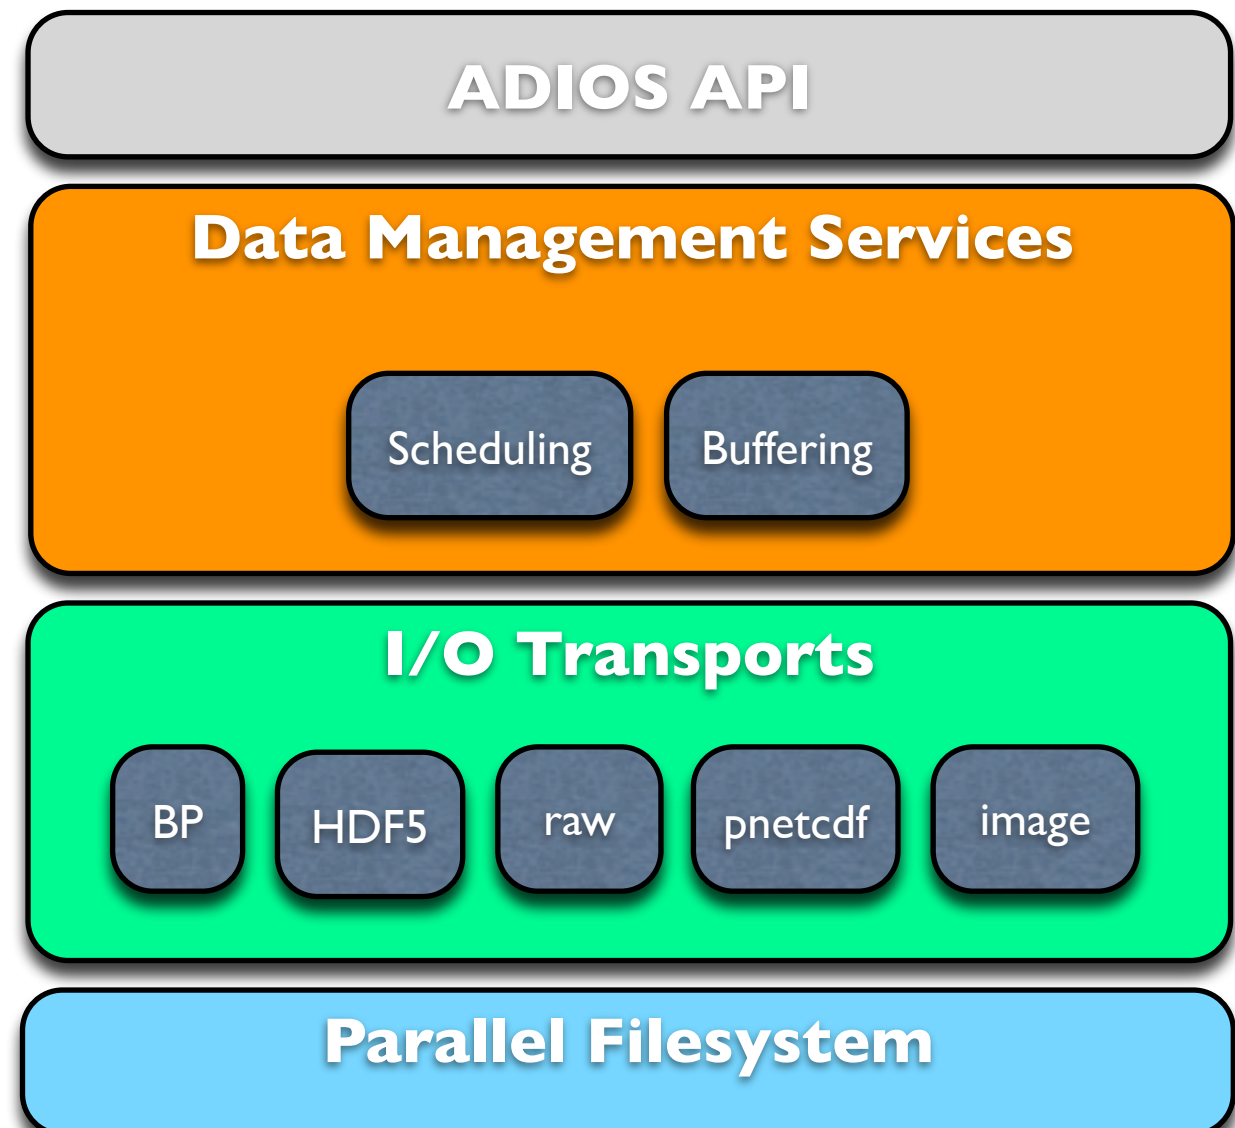 ADIOS API
Data Management Services
Scheduling Buffering
I/O Transports
BP HDF5 raw pnetcdf image
Parallel Filesystem